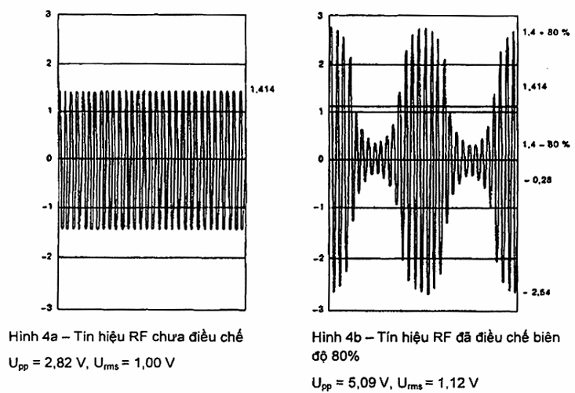 3
2
1
0
-1
-2
-3
1,414
3
2
1
0
-1
-2
-3
1,4 + 80 %
1,414
1,4 – 80 %
– 0,28
– 2,54
Hình 4a – Tín hiệu RF chưa điều chế
Upp = 2,82 V, Urms = 1,00 V
Hình 4b – Tín hiệu RF đã điều chế biên
độ 80%
Upp = 5,09 V, Urms = 1,12 V